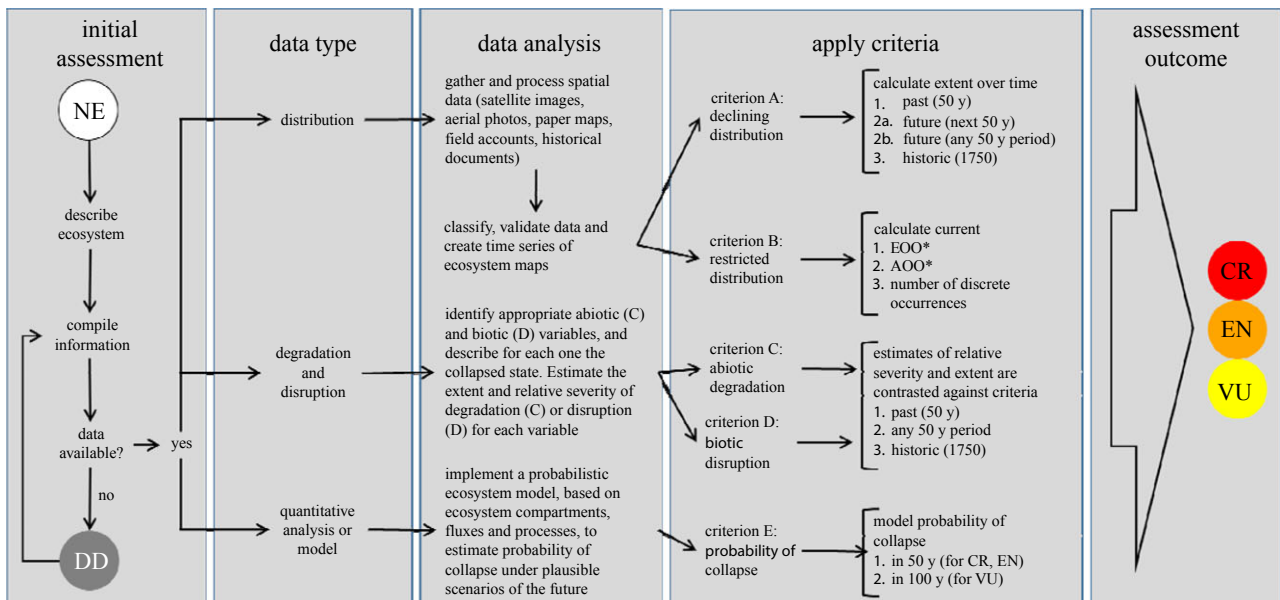 initial
assessment
NE
describe
ecosystem
compile
information
data
available?
yes
no
DD
data type
distribution
degradation
and
disruption
quantitative
analysis or
model
data analysis
gather and process spatial
data (satellite images,
aerial photos, paper maps,
field accounts, historical
documents)
classify, validate data and
create time series of
ecosystem maps
identify appropriate abiotic (C)
and biotic (D) variables, and
describe for each one the
collapsed state. Estimate the
extent and relative severity of
degradation (C) or disruption
(D) for each variable
implement a probabilistic
ecosystem model, based on
ecosystem compartments,
fluxes and processes, to
estimate probability of
collapse under plausible
scenarios of the future
apply criteria
criterion A:
declining
distribution
calculate extent over time
1. past (50 y)
2a. future (next 50 y)
2b. future (any 50 y period)
3. historic (1750)
criterion B:
restricted
distribution
calculate current
1. EOO*
2. AOO*
3. number of discrete
occurrences
criterion C:
abiotic
degradation
criterion D:
biotic
disruption
estimates of relative
severity and extent are
contrasted against criteria
1. past (50 y)
2. any 50 y period
3. historic (1750)
criterion E:
probability of
collapse
model probability of
collapse
1. in 50 y (for CR, EN)
2. in 100 y (for VU)
assessment
outcome
CR
EN
VU